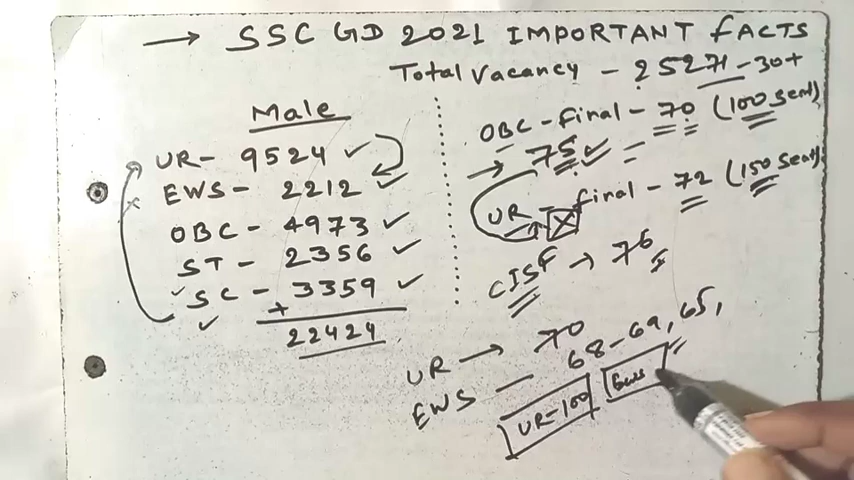 → SSC GD 2021 IMPORTANT FACTS
Total Vacancy - 25271 - 30+
Male
UR - 9524 ✓
EWS - 2212 ✓
OBC - 4973 ✓
ST - 2356 ✓
✓ SC - 3359 ✓
✓ +
22424
OBC - final - 70 (100 seat)
→ 75 ✓ =
UR - final - 72 (150 seat)
CISF → 76
UR → 70
EWS — 68 - 69, 65,
UR - 100